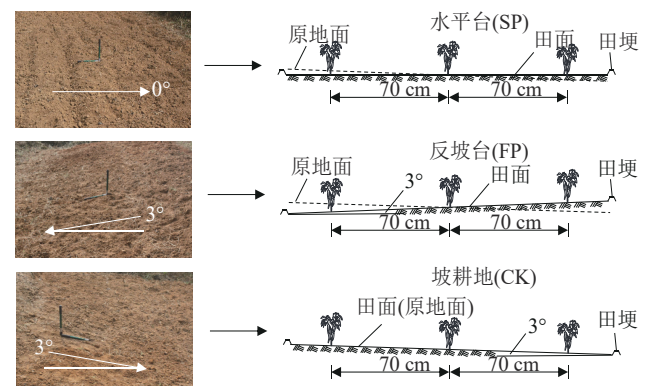 水平台(SP)
原地面
田面
田埂
0°
70 cm
70 cm
反坡台(FP)
原地面
3°
田面
田埂
3°
70 cm
70 cm
坡耕地(CK)
田面(原地面)
3°
田埂
3°
70 cm
70 cm